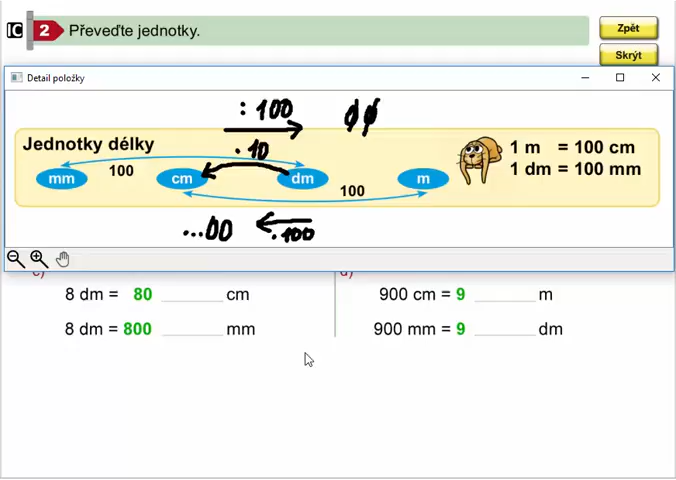 2 Převeďte jednotky.
Zpět
Skrýt
Detail položky
: 100 00
Jednotky délky
. 10
mm 100 cm dm 100 m
1 m = 100 cm
1 dm = 100 mm
...00 . 100
8 dm = 80 cm
8 dm = 800 mm
900 cm = 9 m
900 mm = 9 dm